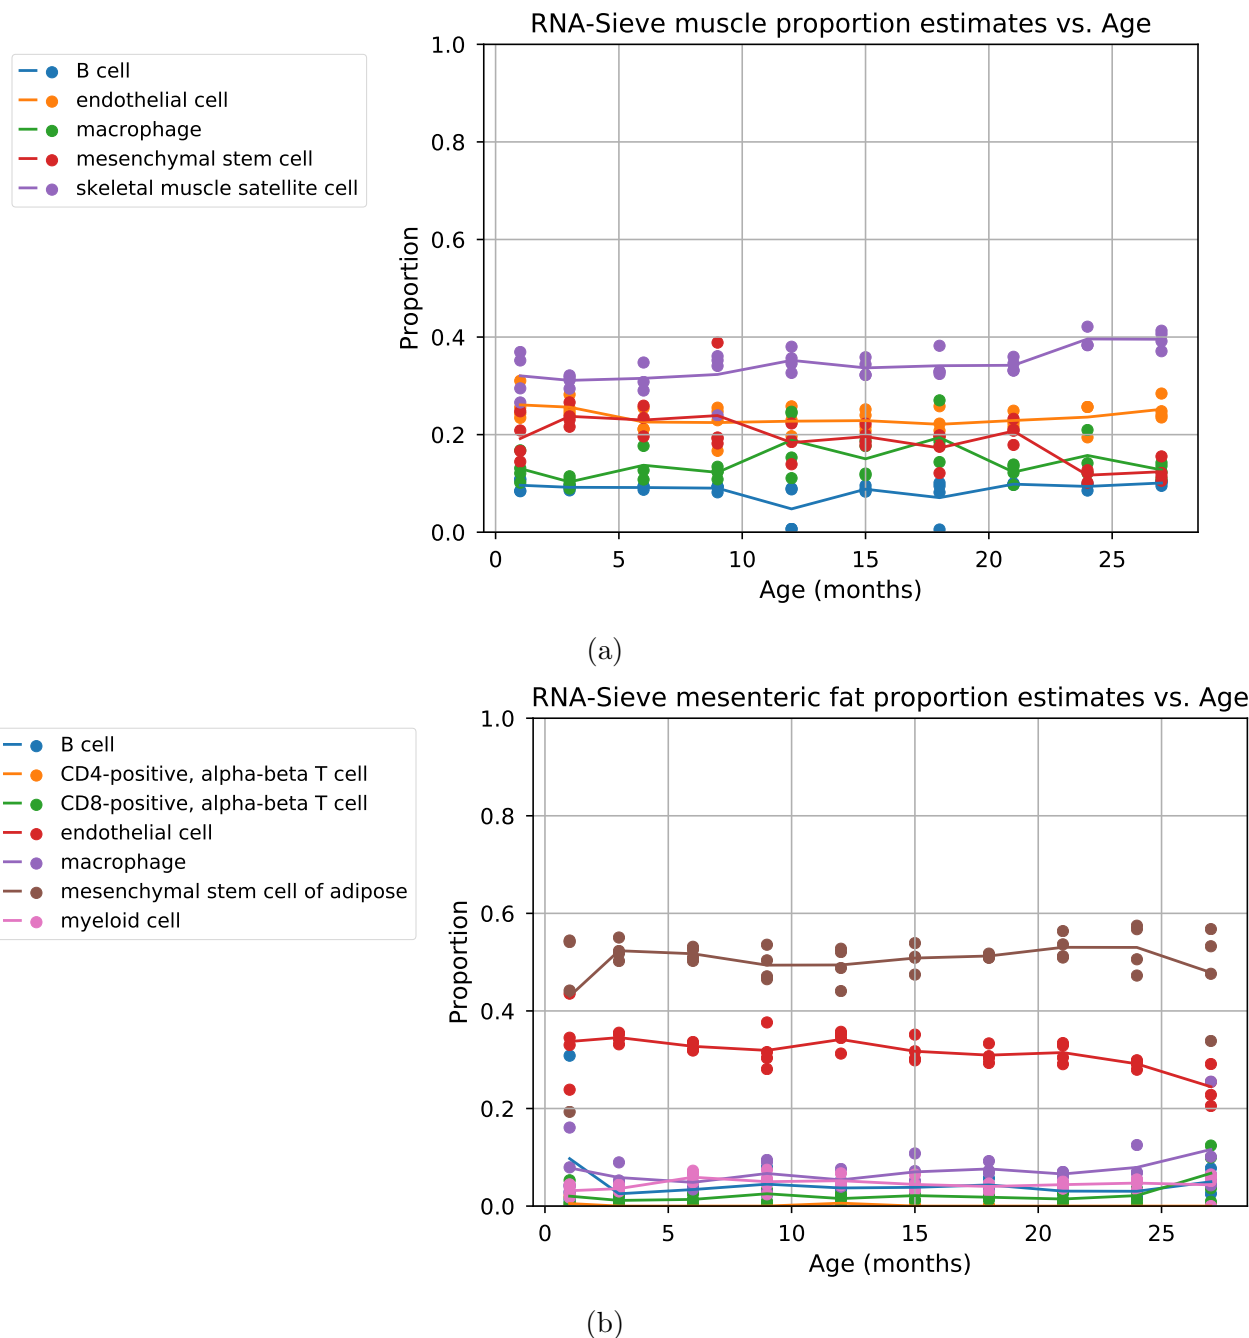 RNA-Sieve muscle proportion estimates vs. Age
B cell
endothelial cell
macrophage
mesenchymal stem cell
skeletal muscle satellite cell
Proportion
1.0
0.8
0.6
0.4
0.2
0.0
0 5 10 15 20 25
Age (months)
(a)
RNA-Sieve mesenteric fat proportion estimates vs. Age
B cell
CD4-positive, alpha-beta T cell
CD8-positive, alpha-beta T cell
endothelial cell
macrophage
mesenchymal stem cell of adipose
myeloid cell
Proportion
1.0
0.8
0.6
0.4
0.2
0.0
0 5 10 15 20 25
Age (months)
(b)